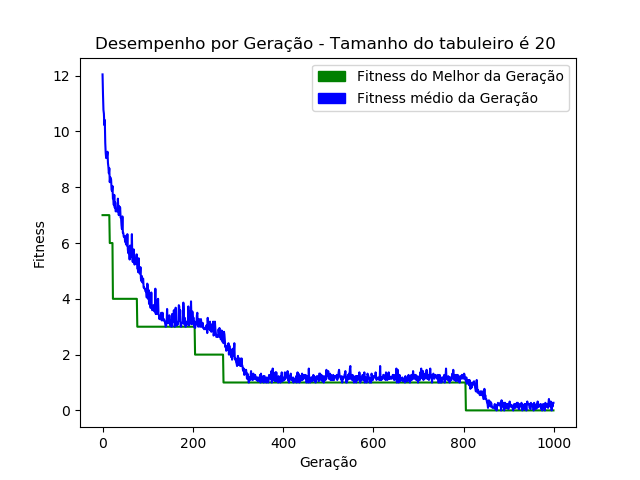 Desempenho por Geração - Tamanho do tabuleiro é 20
Fitness do Melhor da Geração
Fitness médio da Geração
12
10
8
6
4
2
0
Fitness
0 200 400 600 800 1000
Geração